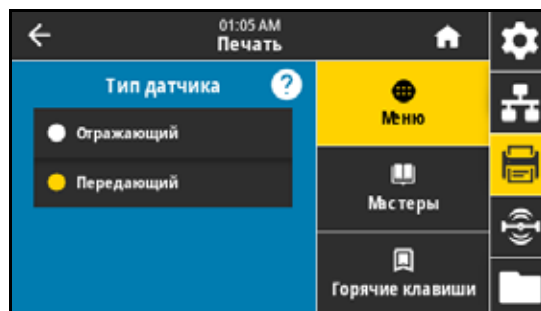 01:05 AM
Печать
Тип датчика
?
Отражающий
Передающий
Меню
Мастеры
Горячие клавиши